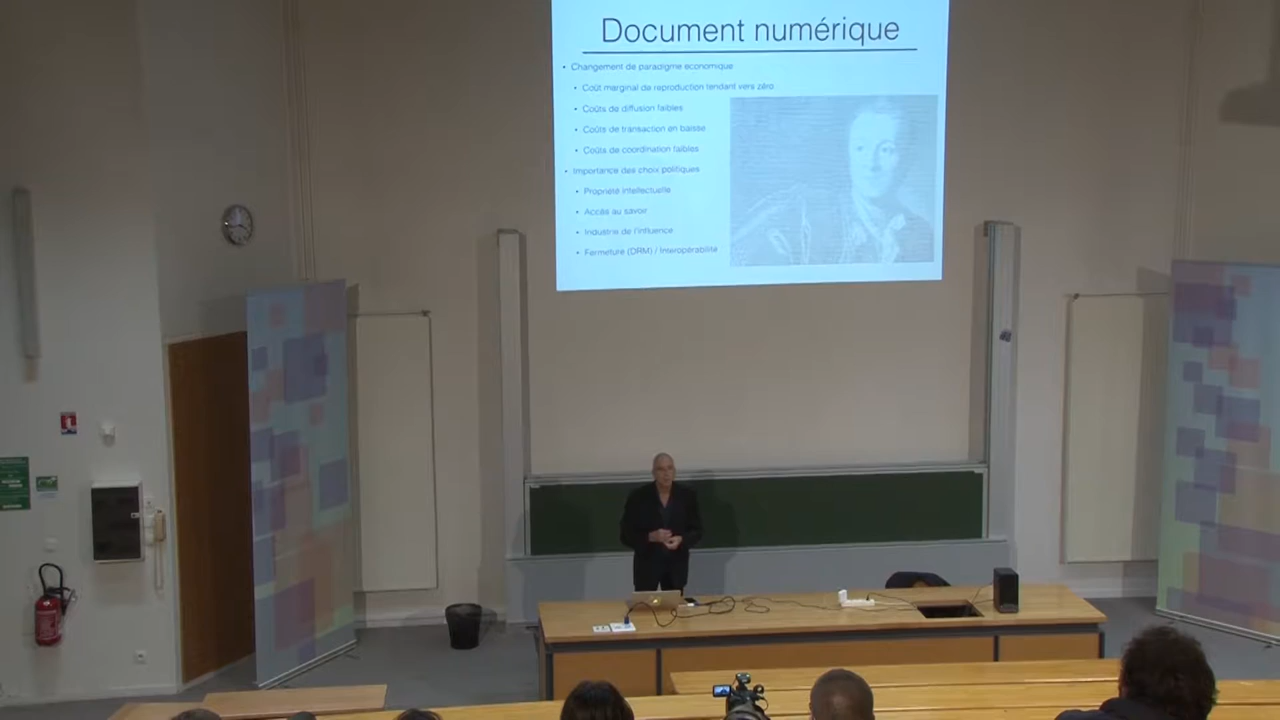 Document numérique
• Changement de paradigme économique
• Coût marginal de reproduction tendant vers zéro
• Coûts de diffusion faibles
• Coûts de transaction en baisse
• Coûts de coordination faibles
• Importance des choix politiques
• Propriété intellectuelle
• Accès au savoir
• Industrie de l'influence
• Fermeture (DRM) / Interopérabilité